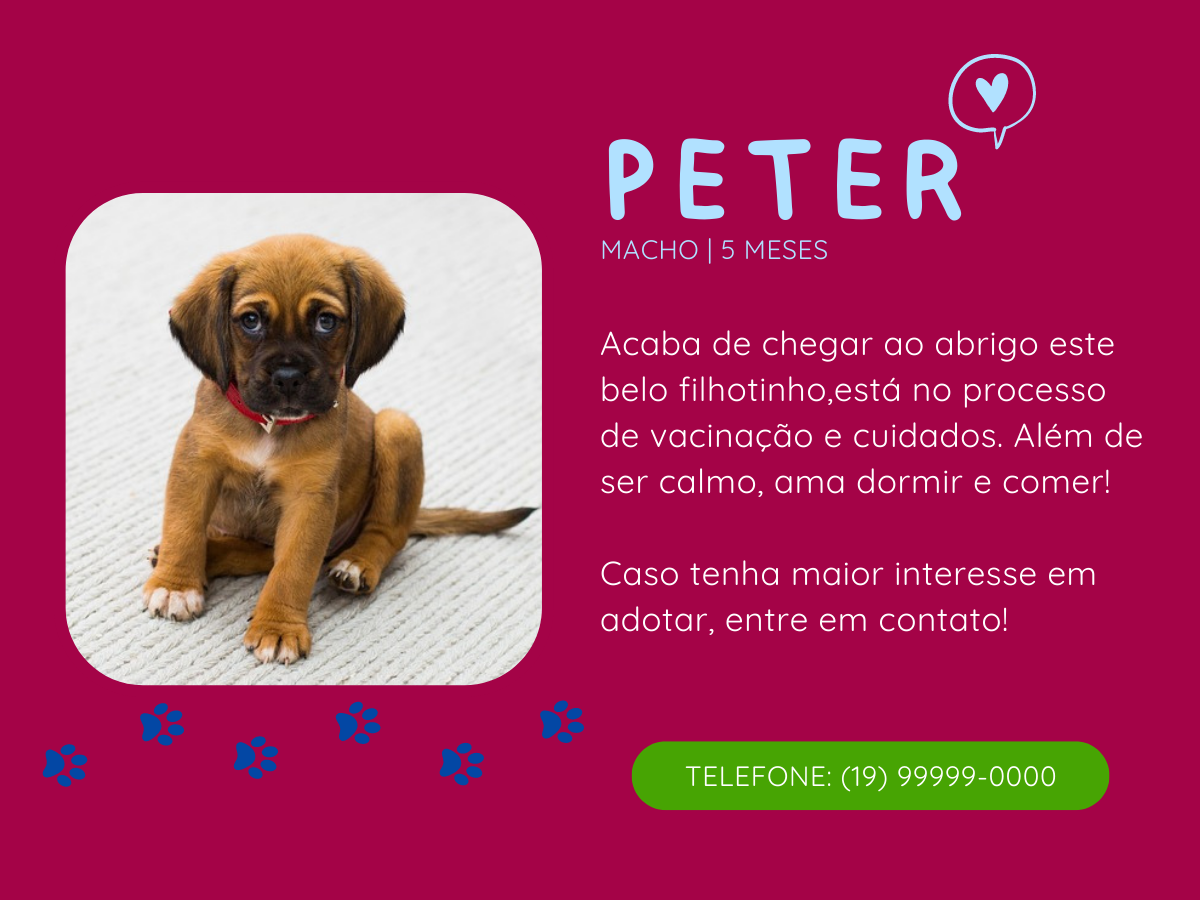 PETER
MACHO | 5 MESES
Acaba de chegar ao abrigo este
belo filhotinho,está no processo
de vacinação e cuidados. Além de
ser calmo, ama dormir e comer!
Caso tenha maior interesse em
adotar, entre em contato!
TELEFONE: (19) 99999-0000